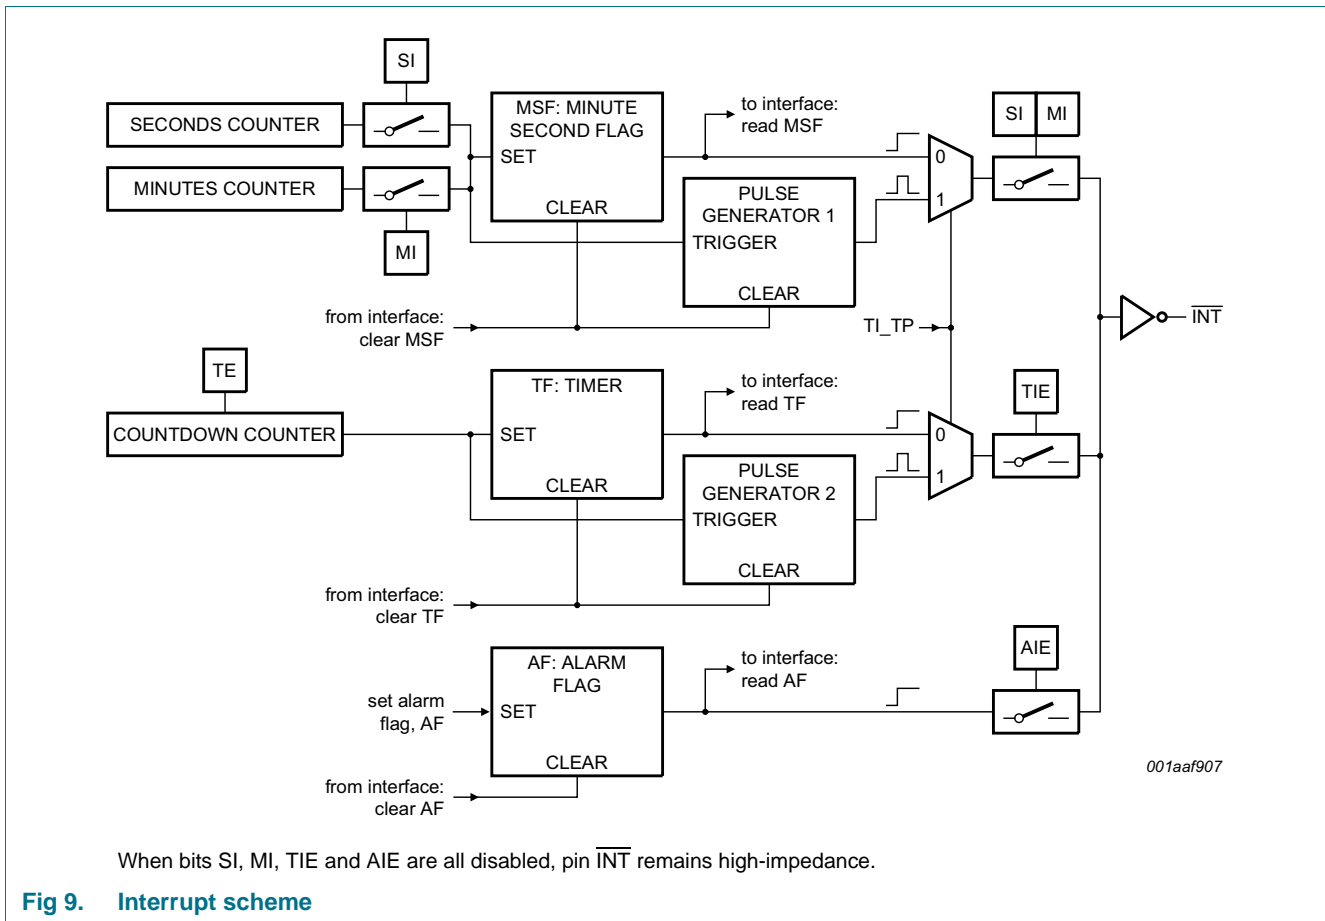 SI
SECONDS COUNTER
MINUTES COUNTER
MI
MSF: MINUTE
SECOND FLAG
SET
CLEAR
to interface:
read MSF
PULSE
GENERATOR 1
TRIGGER
CLEAR
from interface:
clear MSF
0
1
SI MI
TI_TP
INT
TE
COUNTDOWN COUNTER
TF: TIMER
SET
CLEAR
to interface:
read TF
PULSE
GENERATOR 2
TRIGGER
CLEAR
from interface:
clear TF
0
1
TIE
AF: ALARM
FLAG
set alarm
flag, AF
SET
CLEAR
to interface:
read AF
from interface:
clear AF
AIE
001aaf907
When bits SI, MI, TIE and AIE are all disabled, pin INT remains high-impedance.
Fig 9. Interrupt scheme